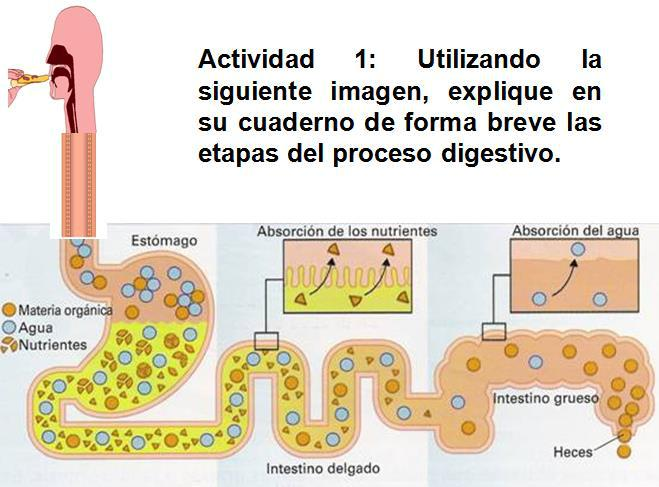 Actividad 1: Utilizando la
siguiente imagen, explique en
su cuaderno de forma breve las
etapas del proceso digestivo.
Estómago
Absorción de los nutrientes
Absorción del agua
Materia orgánica
Agua
Nutrientes
Intestino grueso
Heces
Intestino delgado